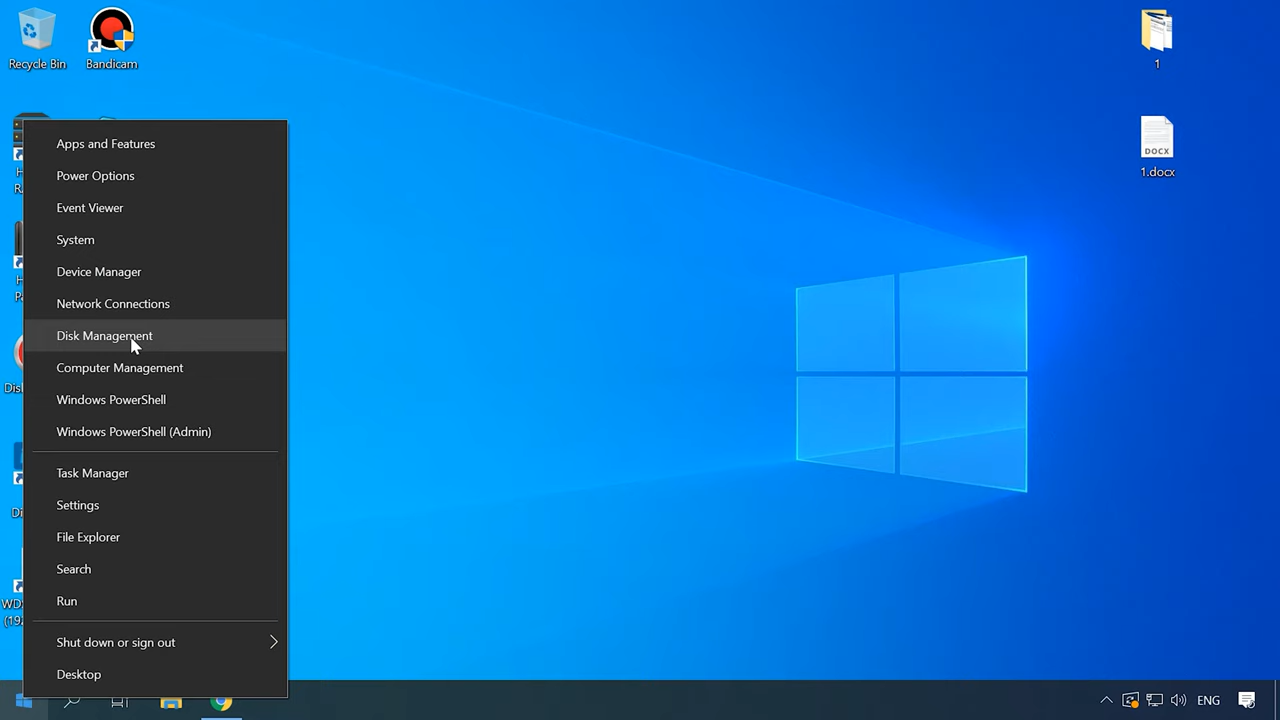 Recycle Bin
Bandicam
1
DOCX
1.docx
Apps and Features
Power Options
Event Viewer
System
Device Manager
Network Connections
Disk Management
Computer Management
Windows PowerShell
Windows PowerShell (Admin)
Task Manager
Settings
File Explorer
Search
Run
Shut down or sign out
Desktop
ENG